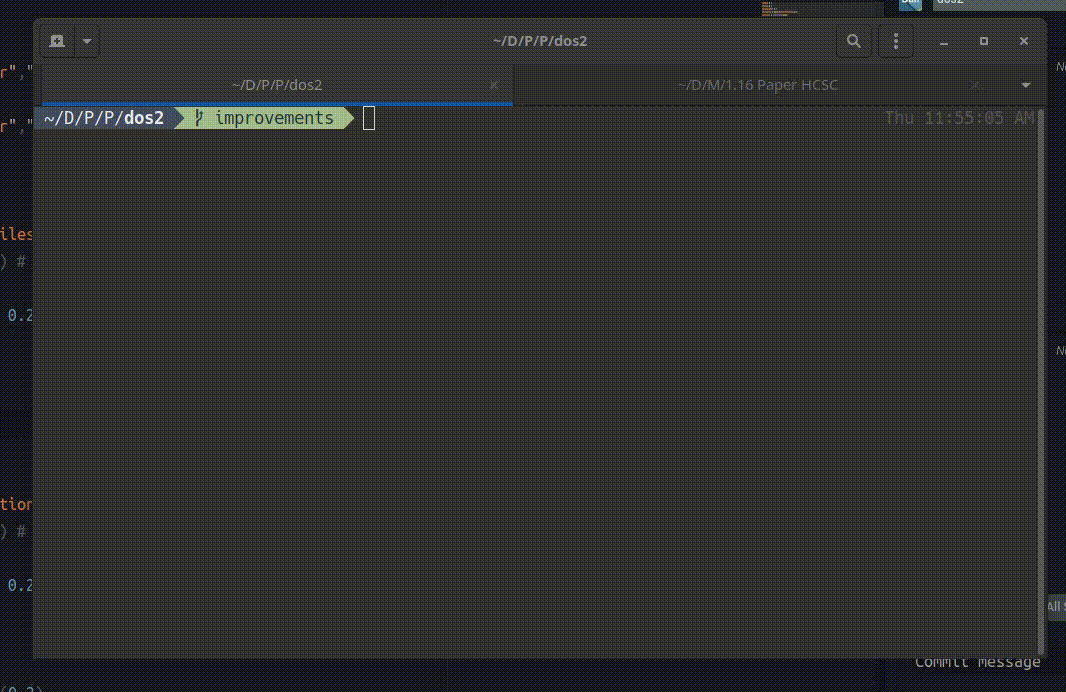 dos2
~/D/P/P/dos2
~/D/P/P/dos2
~/D/M/1.16 Paper HCSC
~/D/P/P/dos2 improvements
Thu 11:55:05 AM
r","
r","
iles
) #
0.2
tion
) #
0.2
All
Commit message